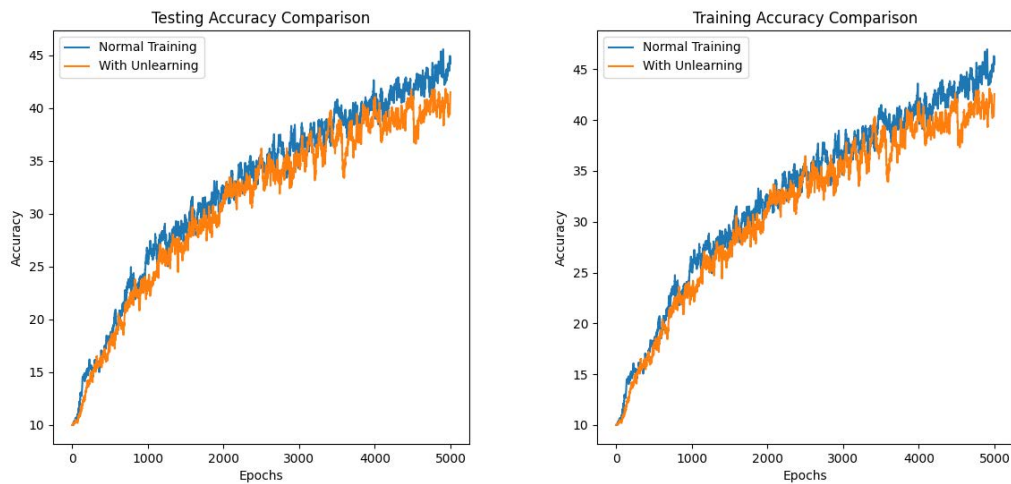 Testing Accuracy Comparison
Normal Training
With Unlearning
45
40
35
30
25
20
15
10
Accuracy
0 1000 2000 3000 4000 5000
Epochs
Training Accuracy Comparison
Normal Training
With Unlearning
45
40
35
30
25
20
15
10
Accuracy
0 1000 2000 3000 4000 5000
Epochs